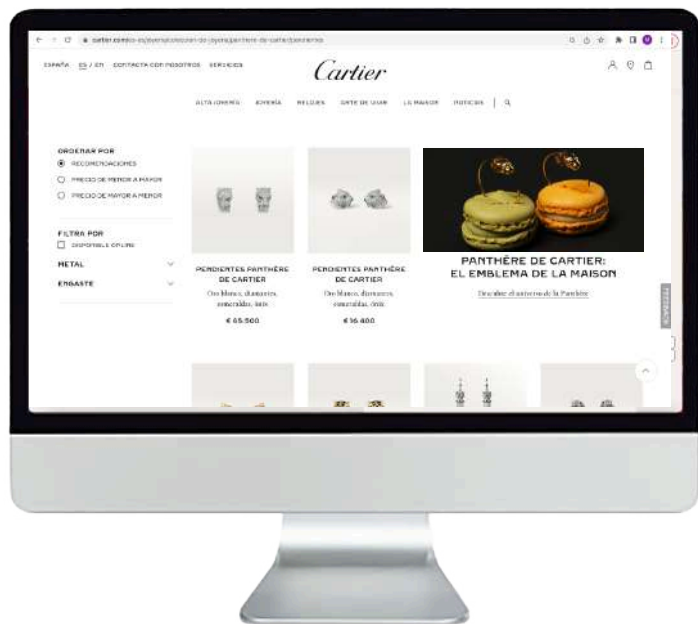 ESPAÑA ES / EN CONTACTA CON NOSOTROS SERVICIOS
Cartier
ALTA JOYERÍA JOYERÍA RELOJES ARTE DE VIVIR LA MAISON NOTICIAS
ORDENAR POR
RECOMENDACIONES
PRECIO DE MENOR A MAYOR
PRECIO DE MAYOR A MENOR
FILTRA POR
DISPONIBLE ONLINE
METAL
ENGASTE
PENDIENTES PANTHÈRE
DE CARTIER
Oro blanco, diamantes,
esmeraldas, ónix
€ 65.500
PENDIENTES PANTHÈRE
DE CARTIER
Oro blanco, diamantes,
esmeraldas, ónix
€ 16.400
PANTHÈRE DE CARTIER:
EL EMBLEMA DE LA MAISON
Descubre el universo de la Panthère
FEEDBACK